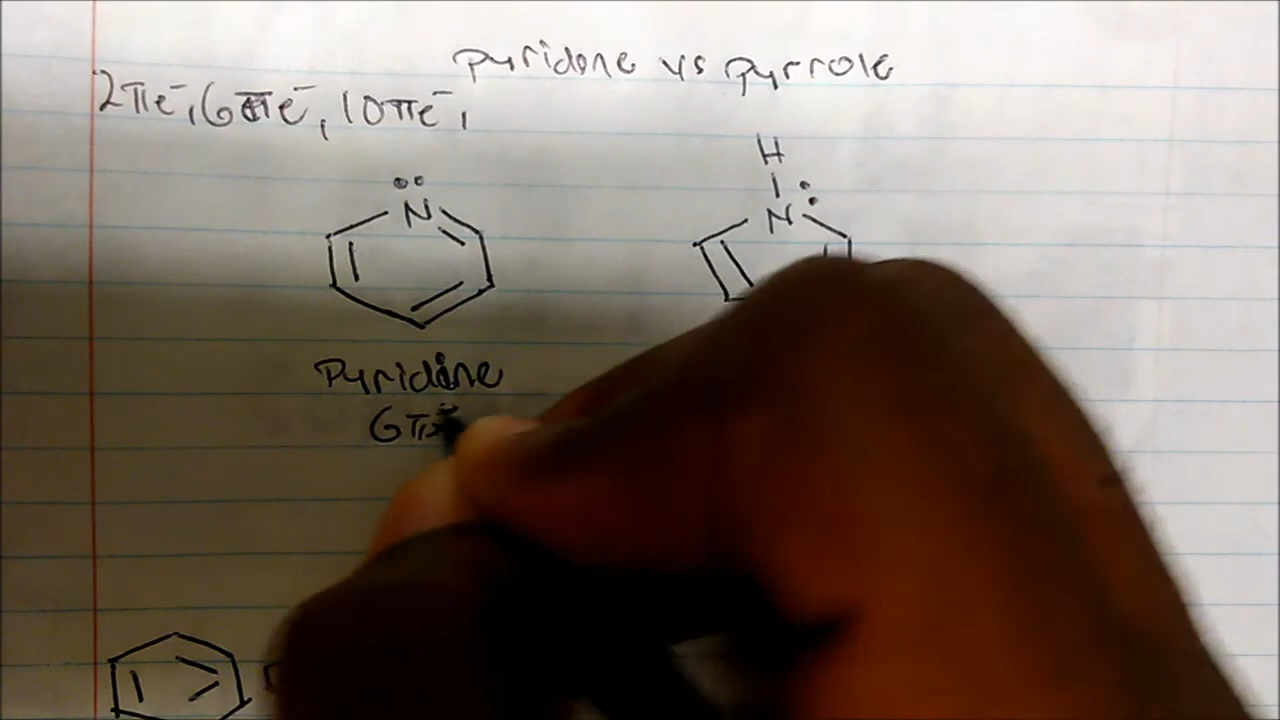 pyridine vs pyrrole
2πe⁻, 6πe⁻, 10πe⁻,
H
N N
Pyridine
6π